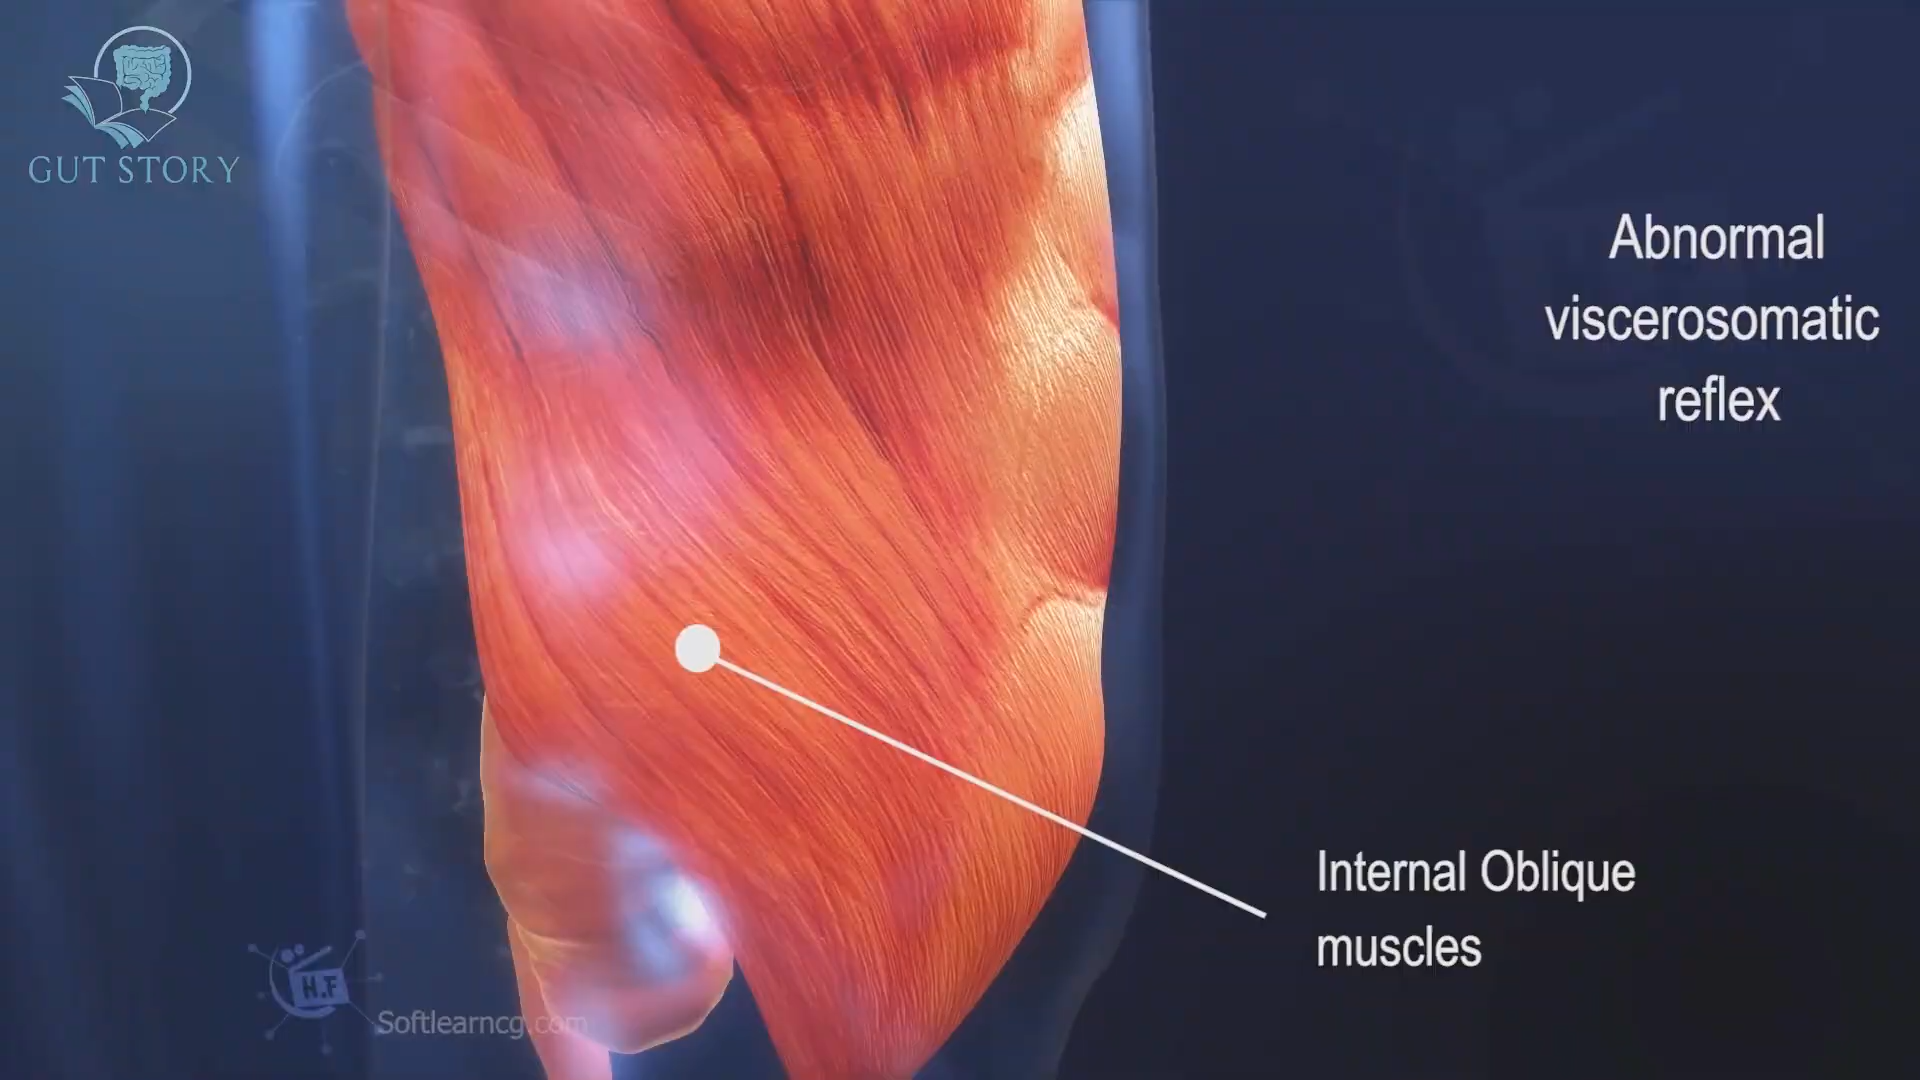 GUT STORY
Abnormal
viscerosomatic
reflex
Internal Oblique
muscles
H.F
Softlearncg.com